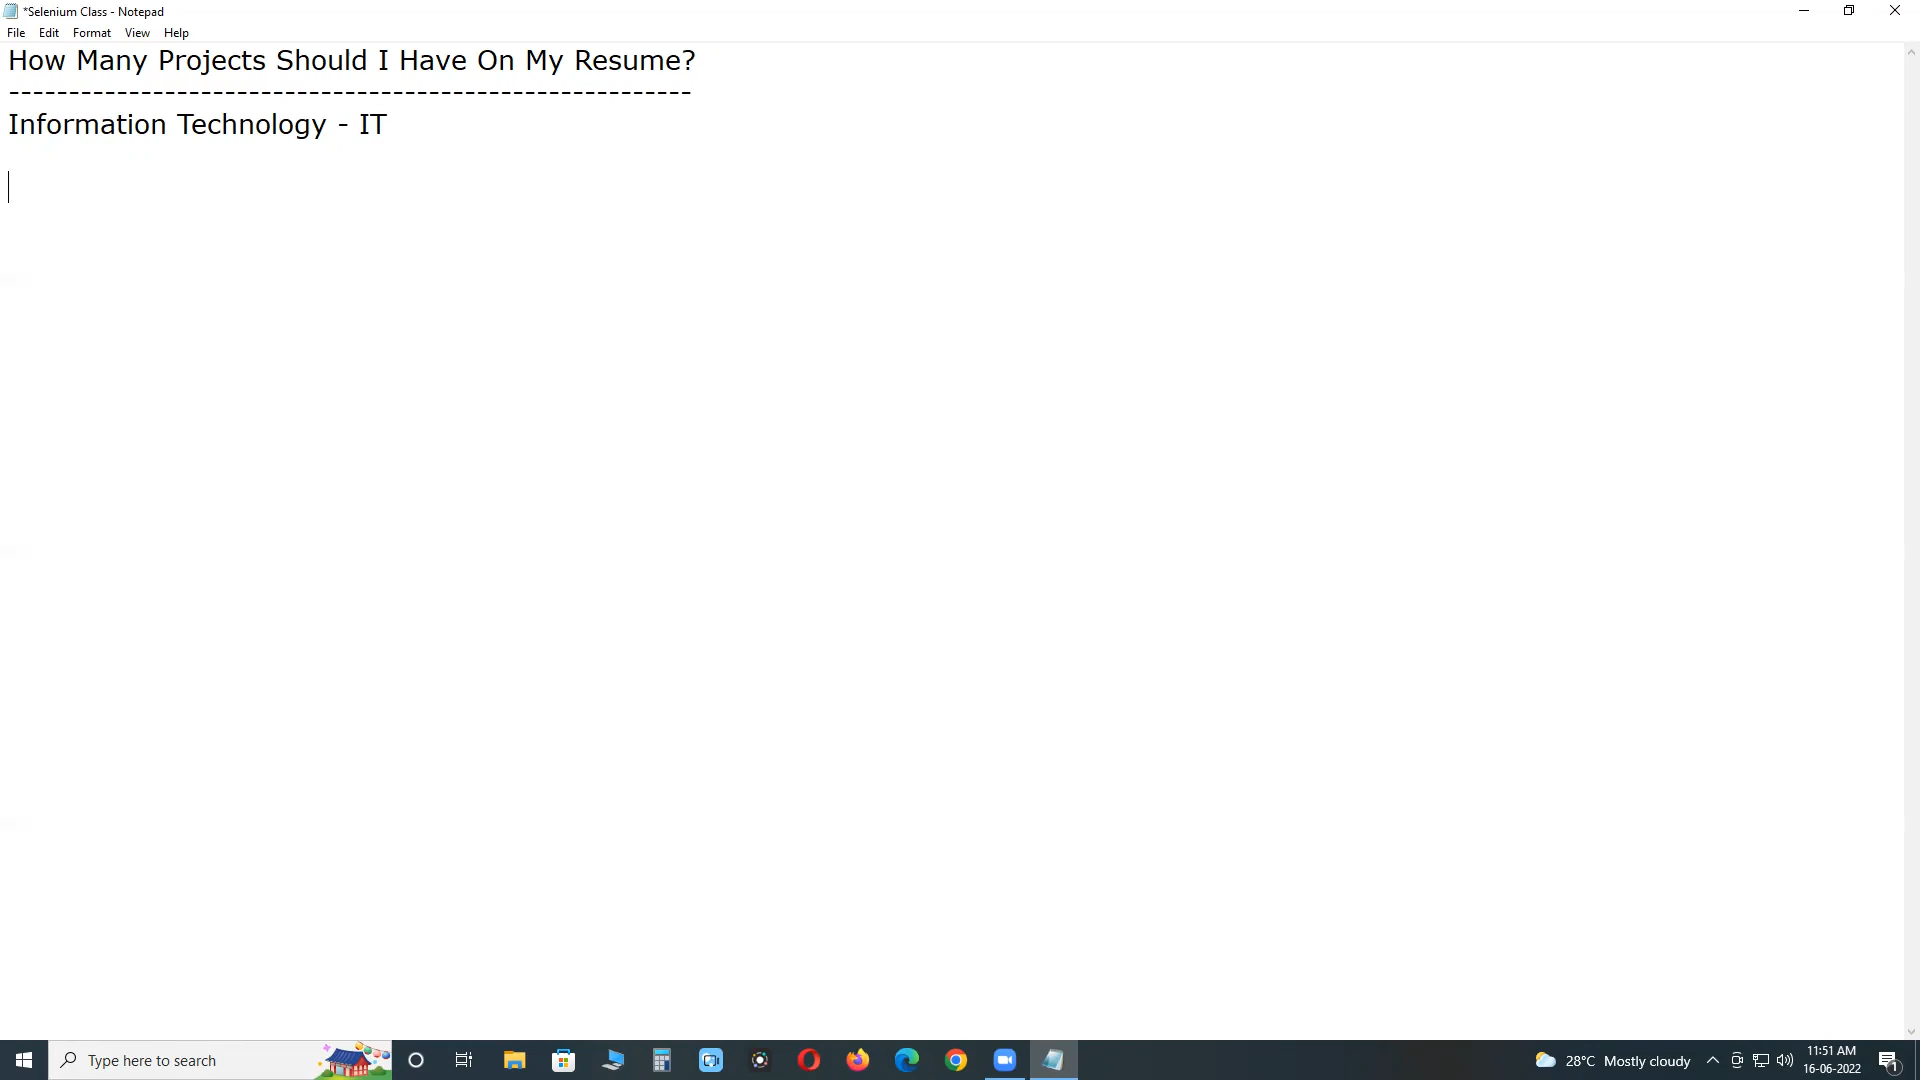 *Selenium Class - Notepad
File Edit Format View Help
How Many Projects Should I Have On My Resume?
---------------------------------------------------------
Information Technology - IT
Type here to search
28°C Mostly cloudy
11:51 AM
16-06-2022
1